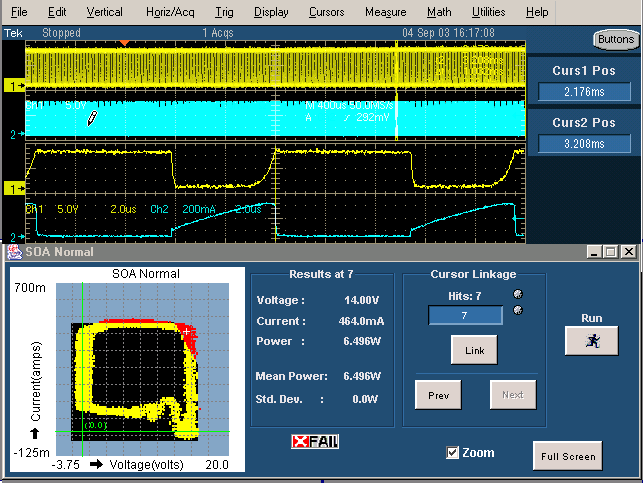 File Edit Vertical Horiz/Acq Trig Display Cursors Measure Math Utilities Help
Tek Stopped 1 Acqs 04 Sep 03 16:17:08
Buttons
Curs1 Pos
2.176ms
Curs2 Pos
3.208ms
1
Ch1 5.0V M 400us 50.0MS/s
A 292mV
2
1
Ch1 5.0V 2.0us Ch2 200mA 2.0us
2
SOA Normal
SOA Normal
700m
Current(amps)
-125m
(0,0)
-3.75 Voltage(volts) 20.0
Results at 7
Voltage : 14.00V
Current : 464.0mA
Power : 6.496W
Mean Power: 6.496W
Std. Dev. : 0.0W
FAIL
Cursor Linkage
Hits: 7
7
Link
Prev Next
Zoom
Run
Full Screen